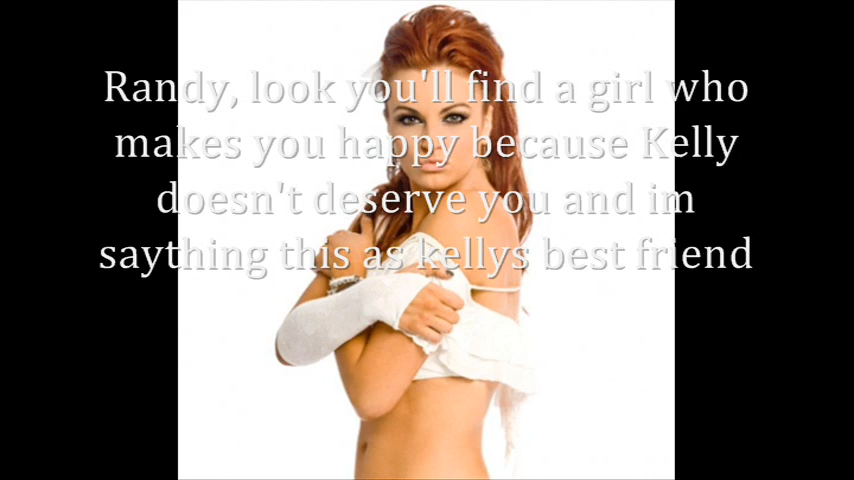 Randy, look you'll find a girl who
makes you happy because Kelly
doesn't deserve you and im
saything this as kellys best friend